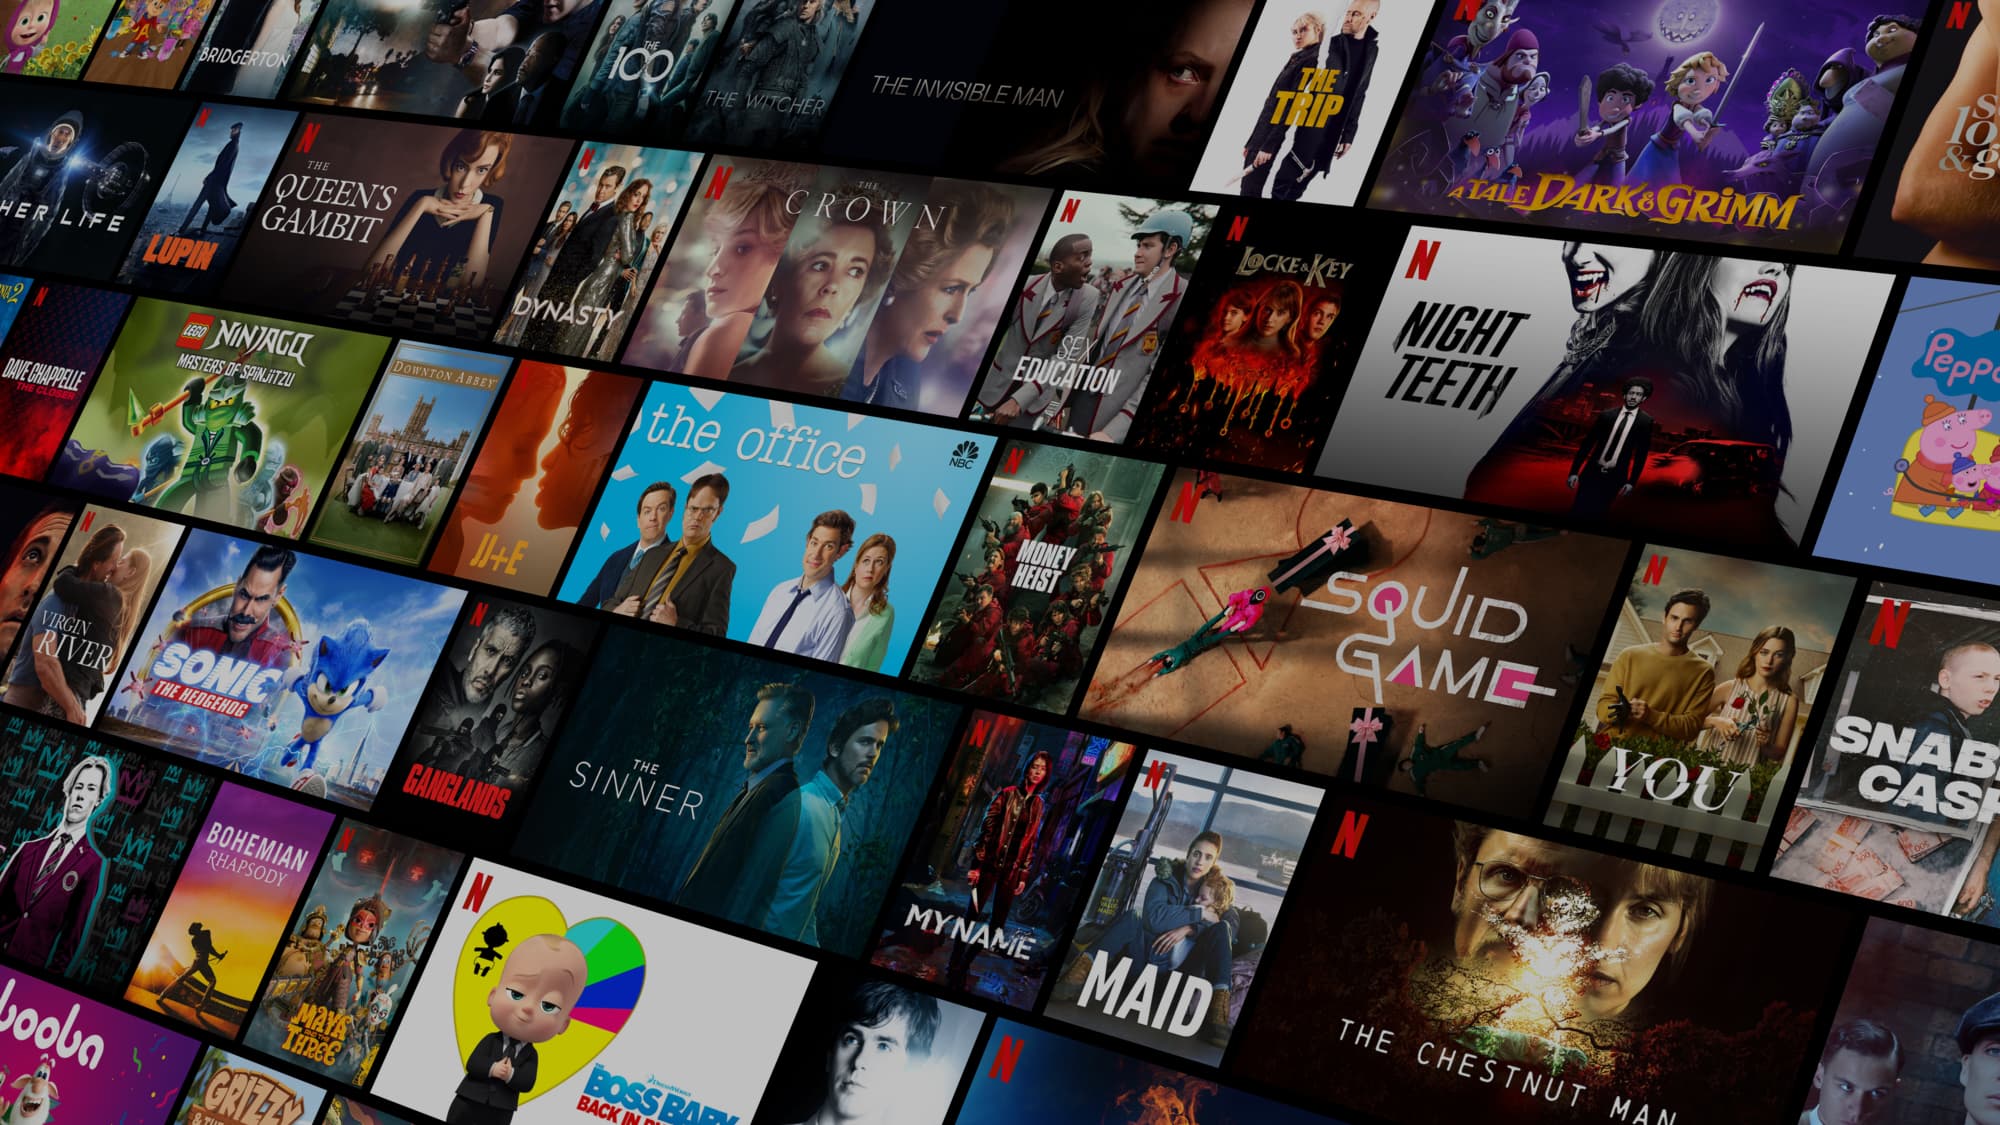 BRIDGERTON
THE
100
THE WITCHER
THE INVISIBLE MAN
THE
TRIP
N
A TALE DARK & GRIMM
N
HER LIFE
N
LUPIN
N
THE
QUEEN'S
GAMBIT
N
DYNASTY
N
THE
CROWN
N
SEX
EDUCATION
N
LOCKE & KEY
N
NIGHT
TEETH
Peppa
N
DAVE CHAPPELLE
THE CLOSER
LEGO NINJAGO
MASTERS OF SPINJITZU
DOWNTON ABBEY
JJ+E
the office
NBC
N
MONEY
HEIST
N
SQUID
GAME
N
YOU
N
SNAB
CAS
N
VIRGIN
RIVER
SONIC
THE HEDGEHOG
N
GANGLANDS
THE
SINNER
N
MY NAME
N
MAID
N
THE CHESTNUT MAN
BOHEMIAN
RHAPSODY
N
MAYA
AND THE
THREE
N
THE
DREAMWORKS
BOSS BABY
BACK IN
N
booba
GRIZZY
& THE